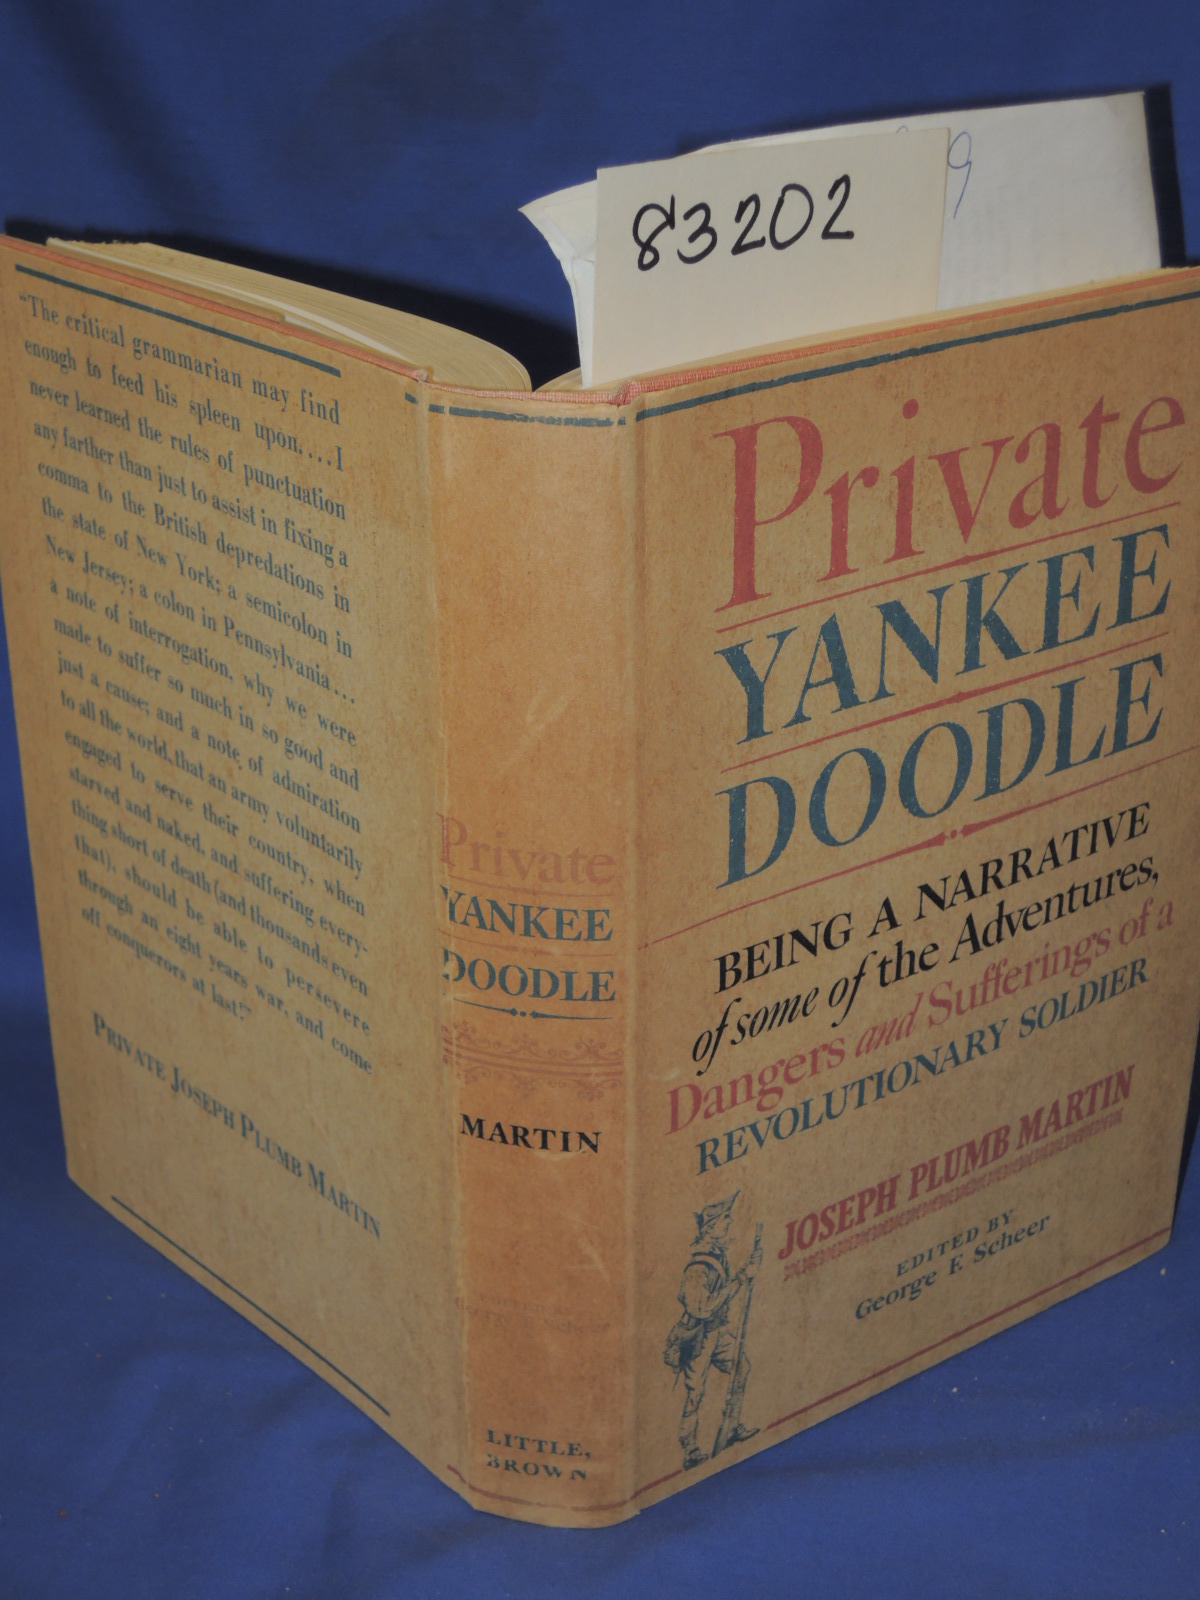 83202
9
"The critical grammarian may find
enough to feed his spleen upon....I
never learned the rules of punctuation
any farther than just to assist in fixing a
comma to the British depredations in
the state of New York; a semicolon in
New Jersey; a colon in Pennsylvania...
a note of interrogation, why we were
made to suffer so much in so good and
just a cause; and a note of admiration
to all the world, that an army voluntarily
engaged to serve their country, when
starved and naked, and suffering every-
thing short of death (and thousands even
that), should be able to persevere
through an eight years war, and come
off conquerors at last!"
PRIVATE JOSEPH PLUMB MARTIN
Private
YANKEE
DOODLE
MARTIN
LITTLE,
BROWN
Private
YANKEE
DOODLE
BEING A NARRATIVE
of some of the Adventures,
Dangers and Sufferings of a
REVOLUTIONARY SOLDIER
JOSEPH PLUMB MARTIN
EDITED BY
George F. Scheer